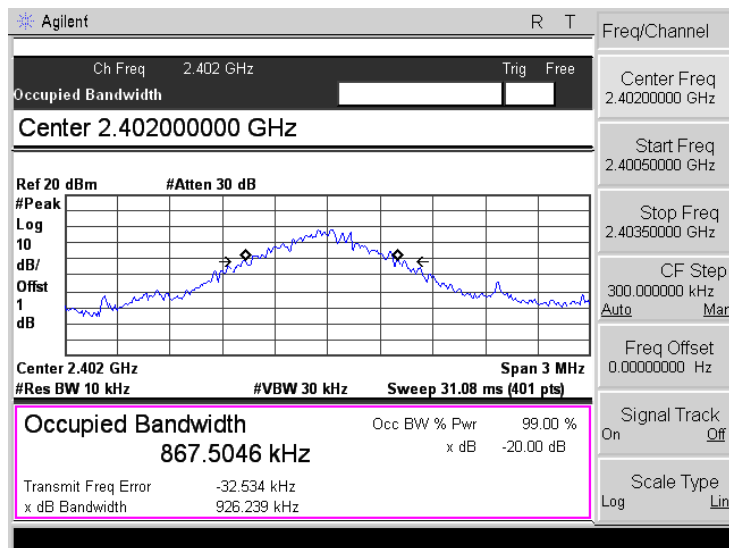 Agilent R T
Freq/Channel
Ch Freq 2.402 GHz Trig Free
Occupied Bandwidth
Center 2.402000000 GHz
Ref 20 dBm #Atten 30 dB
#Peak
Log
10
dB/
Offst
1
dB
Center 2.402 GHz Span 3 MHz
#Res BW 10 kHz #VBW 30 kHz Sweep 31.08 ms (401 pts)
Occupied Bandwidth
867.5046 kHz
Occ BW % Pwr 99.00 %
x dB -20.00 dB
Transmit Freq Error -32.534 kHz
x dB Bandwidth 926.239 kHz
Center Freq
2.40200000 GHz
Start Freq
2.40050000 GHz
Stop Freq
2.40350000 GHz
CF Step
300.000000 kHz
Auto Man
Freq Offset
0.00000000 Hz
Signal Track
On Off
Scale Type
Log Lin